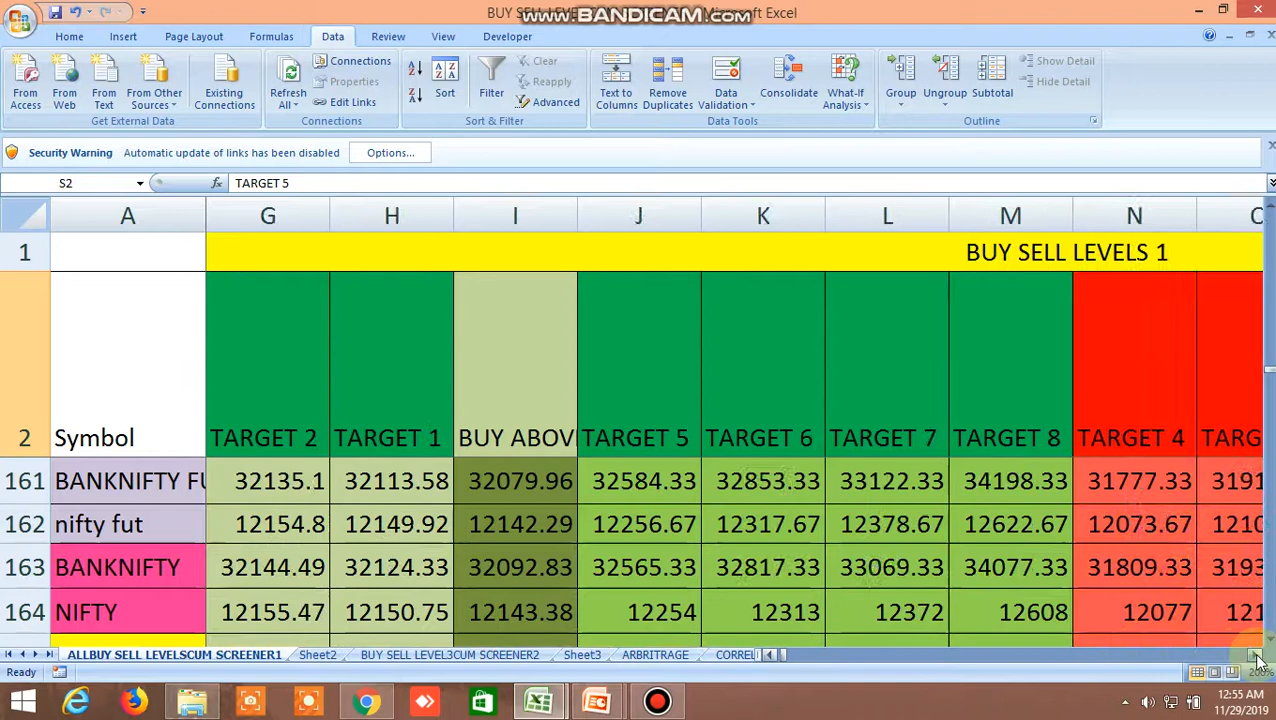 BUY SELL LEVE
www.BANDICAM.com
Microsoft Excel
Home Insert Page Layout Formulas Data Review View Developer
From Access
From Web
From Text
From Other Sources
Existing Connections
Get External Data
Refresh All
Connections
Properties
Edit Links
Connections
Sort
Filter
Clear
Reapply
Advanced
Sort & Filter
Text to Columns
Remove Duplicates
Data Validation
Consolidate
What-If Analysis
Data Tools
Group
Ungroup
Subtotal
Show Detail
Hide Detail
Outline
Security Warning Automatic update of links has been disabled Options...
S2 fx TARGET 5
A G H I J K L M N
1 BUY SELL LEVELS 1
2 Symbol TARGET 2 TARGET 1 BUY ABOV TARGET 5 TARGET 6 TARGET 7 TARGET 8 TARGET 4 TARG
161 BANKNIFTY FU 32135.1 32113.58 32079.96 32584.33 32853.33 33122.33 34198.33 31777.33 3191
162 nifty fut 12154.8 12149.92 12142.29 12256.67 12317.67 12378.67 12622.67 12073.67 1210
163 BANKNIFTY 32144.49 32124.33 32092.83 32565.33 32817.33 33069.33 34077.33 31809.33 3193
164 NIFTY 12155.47 12150.75 12143.38 12254 12313 12372 12608 12077 121
ALLBUY SELL LEVELSCUM SCREENER1 Sheet2 BUY SELL LEVEL3CUM SCREENER2 Sheet3 ARBRITRAGE CORREL
Ready 200%
12:55 AM
11/29/2019